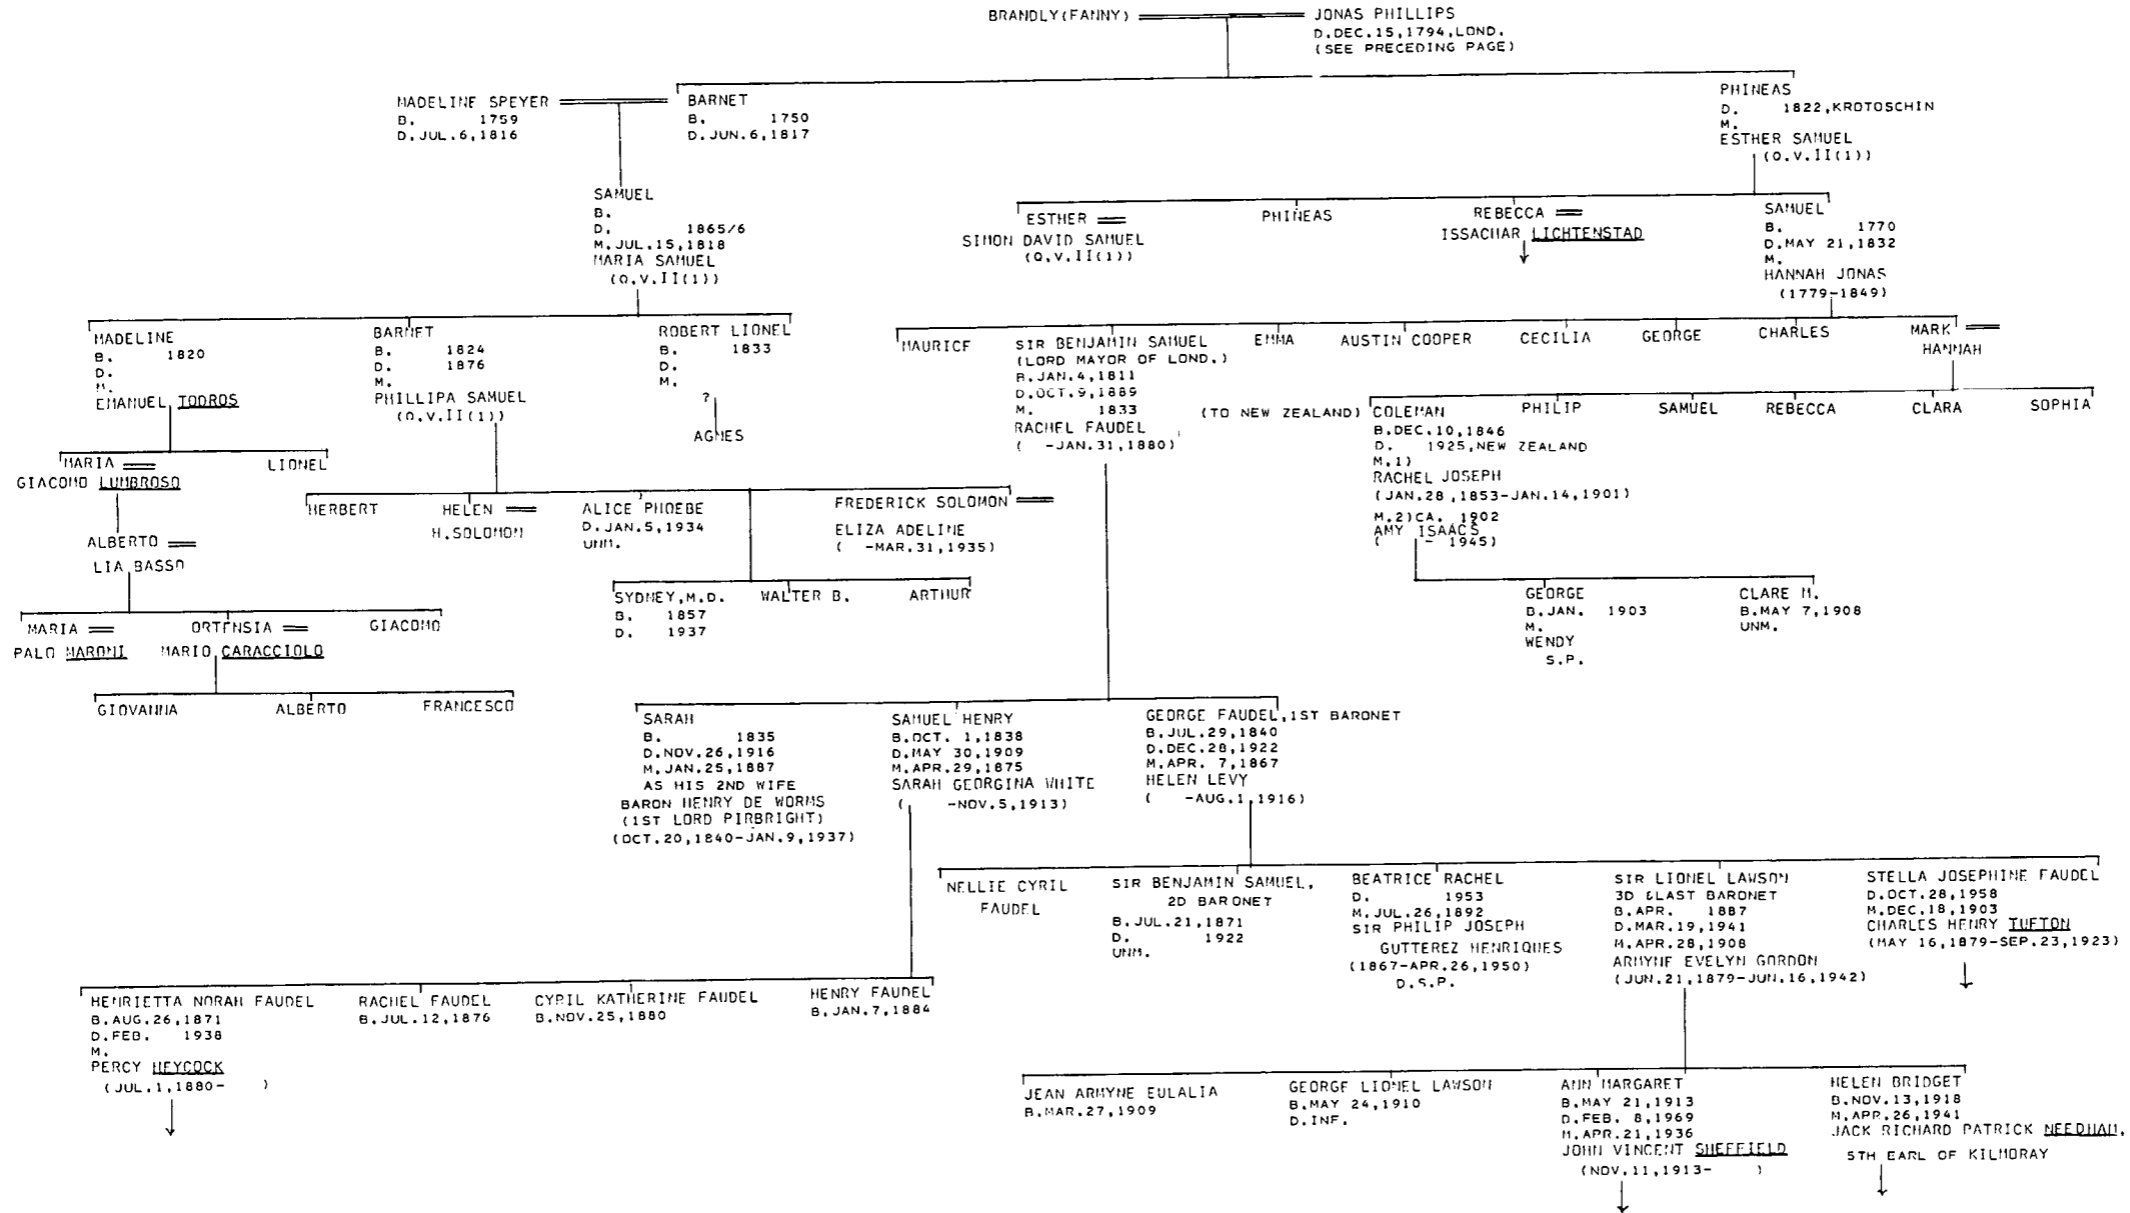 BRANDLY(FANNY)
JONAS PHILLIPS
D.DEC.15,1794,LOND.
(SEE PRECEDING PAGE)
MADELINE SPEYER
B. 1759
D.JUL.6,1816
BARNET
B. 1750
D.JUN.6,1817
PHINEAS
D. 1822,KROTOSCHIN
M.
ESTHER SAMUEL
(Q.V.II(1))
SAMUEL
B.
D. 1865/6
M.JUL.15,1818
MARIA SAMUEL
(Q.V.II(1))
ESTHER
SIMON DAVID SAMUEL
(Q.V.II(1))
PHINEAS
REBECCA
ISSACHAR LICHTENSTAD
SAMUEL
B. 1770
D.MAY 21,1832
M.
HANNAH JONAS
(1779-1849)
MADELINE
B. 1820
D.
M.
EMANUEL TODROS
BARNET
B. 1824
D. 1876
M.
PHILLIPA SAMUEL
(Q.V.II(1))
ROBERT LIONEL
B. 1833
D.
M.
?
AGNES
MAURICE
SIR BENJAMIN SAMUEL
(LORD MAYOR OF LOND.)
B.JAN.4,1811
D.OCT.9,1889
M. 1833
RACHEL FAUDEL
( -JAN.31,1880)
EMMA
AUSTIN COOPER
CECILIA
GEORGE
CHARLES
MARK
HANNAH
(TO NEW ZEALAND)
COLEMAN
B.DEC.10,1846
D. 1925,NEW ZEALAND
M.1)
RACHEL JOSEPH
(JAN.28,1853-JAN.14,1901)
M.2)CA. 1902
AMY ISAACS
( - 1945)
PHILIP
SAMUEL
REBECCA
CLARA
SOPHIA
MARIA
GIACOMO LUMBROSO
LIONEL
HERBERT
HELEN
H.SOLOMON
ALICE PHOEBE
D.JAN.5,1934
UNM.
FREDERICK SOLOMON
ELIZA ADELINE
( -MAR.31,1935)
ALBERTO
LIA BASSO
SYDNEY,M.D.
B. 1857
D. 1937
WALTER B.
ARTHUR
GEORGE
B.JAN. 1903
M.
WENDY
S.P.
CLARE M.
B.MAY 7,1908
UNM.
MARIA
PALO MARONI
ORTENSIA
MARIO CARACCIOLO
GIACOMO
GIOVANNA
ALBERTO
FRANCESCO
SARAH
B. 1835
D.NOV.26,1916
M.JAN.25,1887
AS HIS 2ND WIFE
BARON HENRY DE WORMS
(1ST LORD PIRBRIGHT)
(OCT.20,1840-JAN.9,1937)
SAMUEL HENRY
B.OCT. 1,1838
D.MAY 30,1909
M.APR.29,1875
SARAH GEORGINA WHITE
( -NOV.5,1913)
GEORGE FAUDEL,1ST BARONET
B.JUL.29,1840
D.DEC.28,1922
M.APR. 7,1867
HELEN LEVY
( -AUG.1,1916)
NELLIE CYRIL
FAUDEL
SIR BENJAMIN SAMUEL,
2D BARONET
B.JUL.21,1871
D. 1922
UNM.
BEATRICE RACHEL
D. 1953
M.JUL.26,1892
SIR PHILIP JOSEPH
GUTTEREZ HENRIQUES
(1867-APR.26,1950)
D.S.P.
SIR LIONEL LAWSON
3D &LAST BARONET
B.APR. 1887
D.MAR.19,1941
M.APR.28,1908
ARMYNE EVELYN GORDON
(JUN.21,1879-JUN.16,1942)
STELLA JOSEPHINE FAUDEL
D.OCT.28,1958
M.DEC.18,1903
CHARLES HENRY TUFTON
(MAY 16,1879-SEP.23,1923)
HENRIETTA NORAH FAUDEL
B.AUG.26,1871
D.FEB. 1938
M.
PERCY HEYCOCK
(JUL.1,1880- )
RACHEL FAUDEL
B.JUL.12,1876
CYRIL KATHERINE FAUDEL
B.NOV.25,1880
HENRY FAUDEL
B.JAN.7,1884
JEAN ARMYNE EULALIA
B.MAR.27,1909
GEORGE LIONEL LAWSON
B.MAY 24,1910
D.INF.
ANN MARGARET
B.MAY 21,1913
D.FEB. 8,1969
M.APR.21,1936
JOHN VINCENT SHEFFIELD
(NOV.11,1913- )
HELEN BRIDGET
B.NOV.13,1918
M.APR.26,1941
JACK RICHARD PATRICK NEEDHAM,
5TH EARL OF KILMORAY